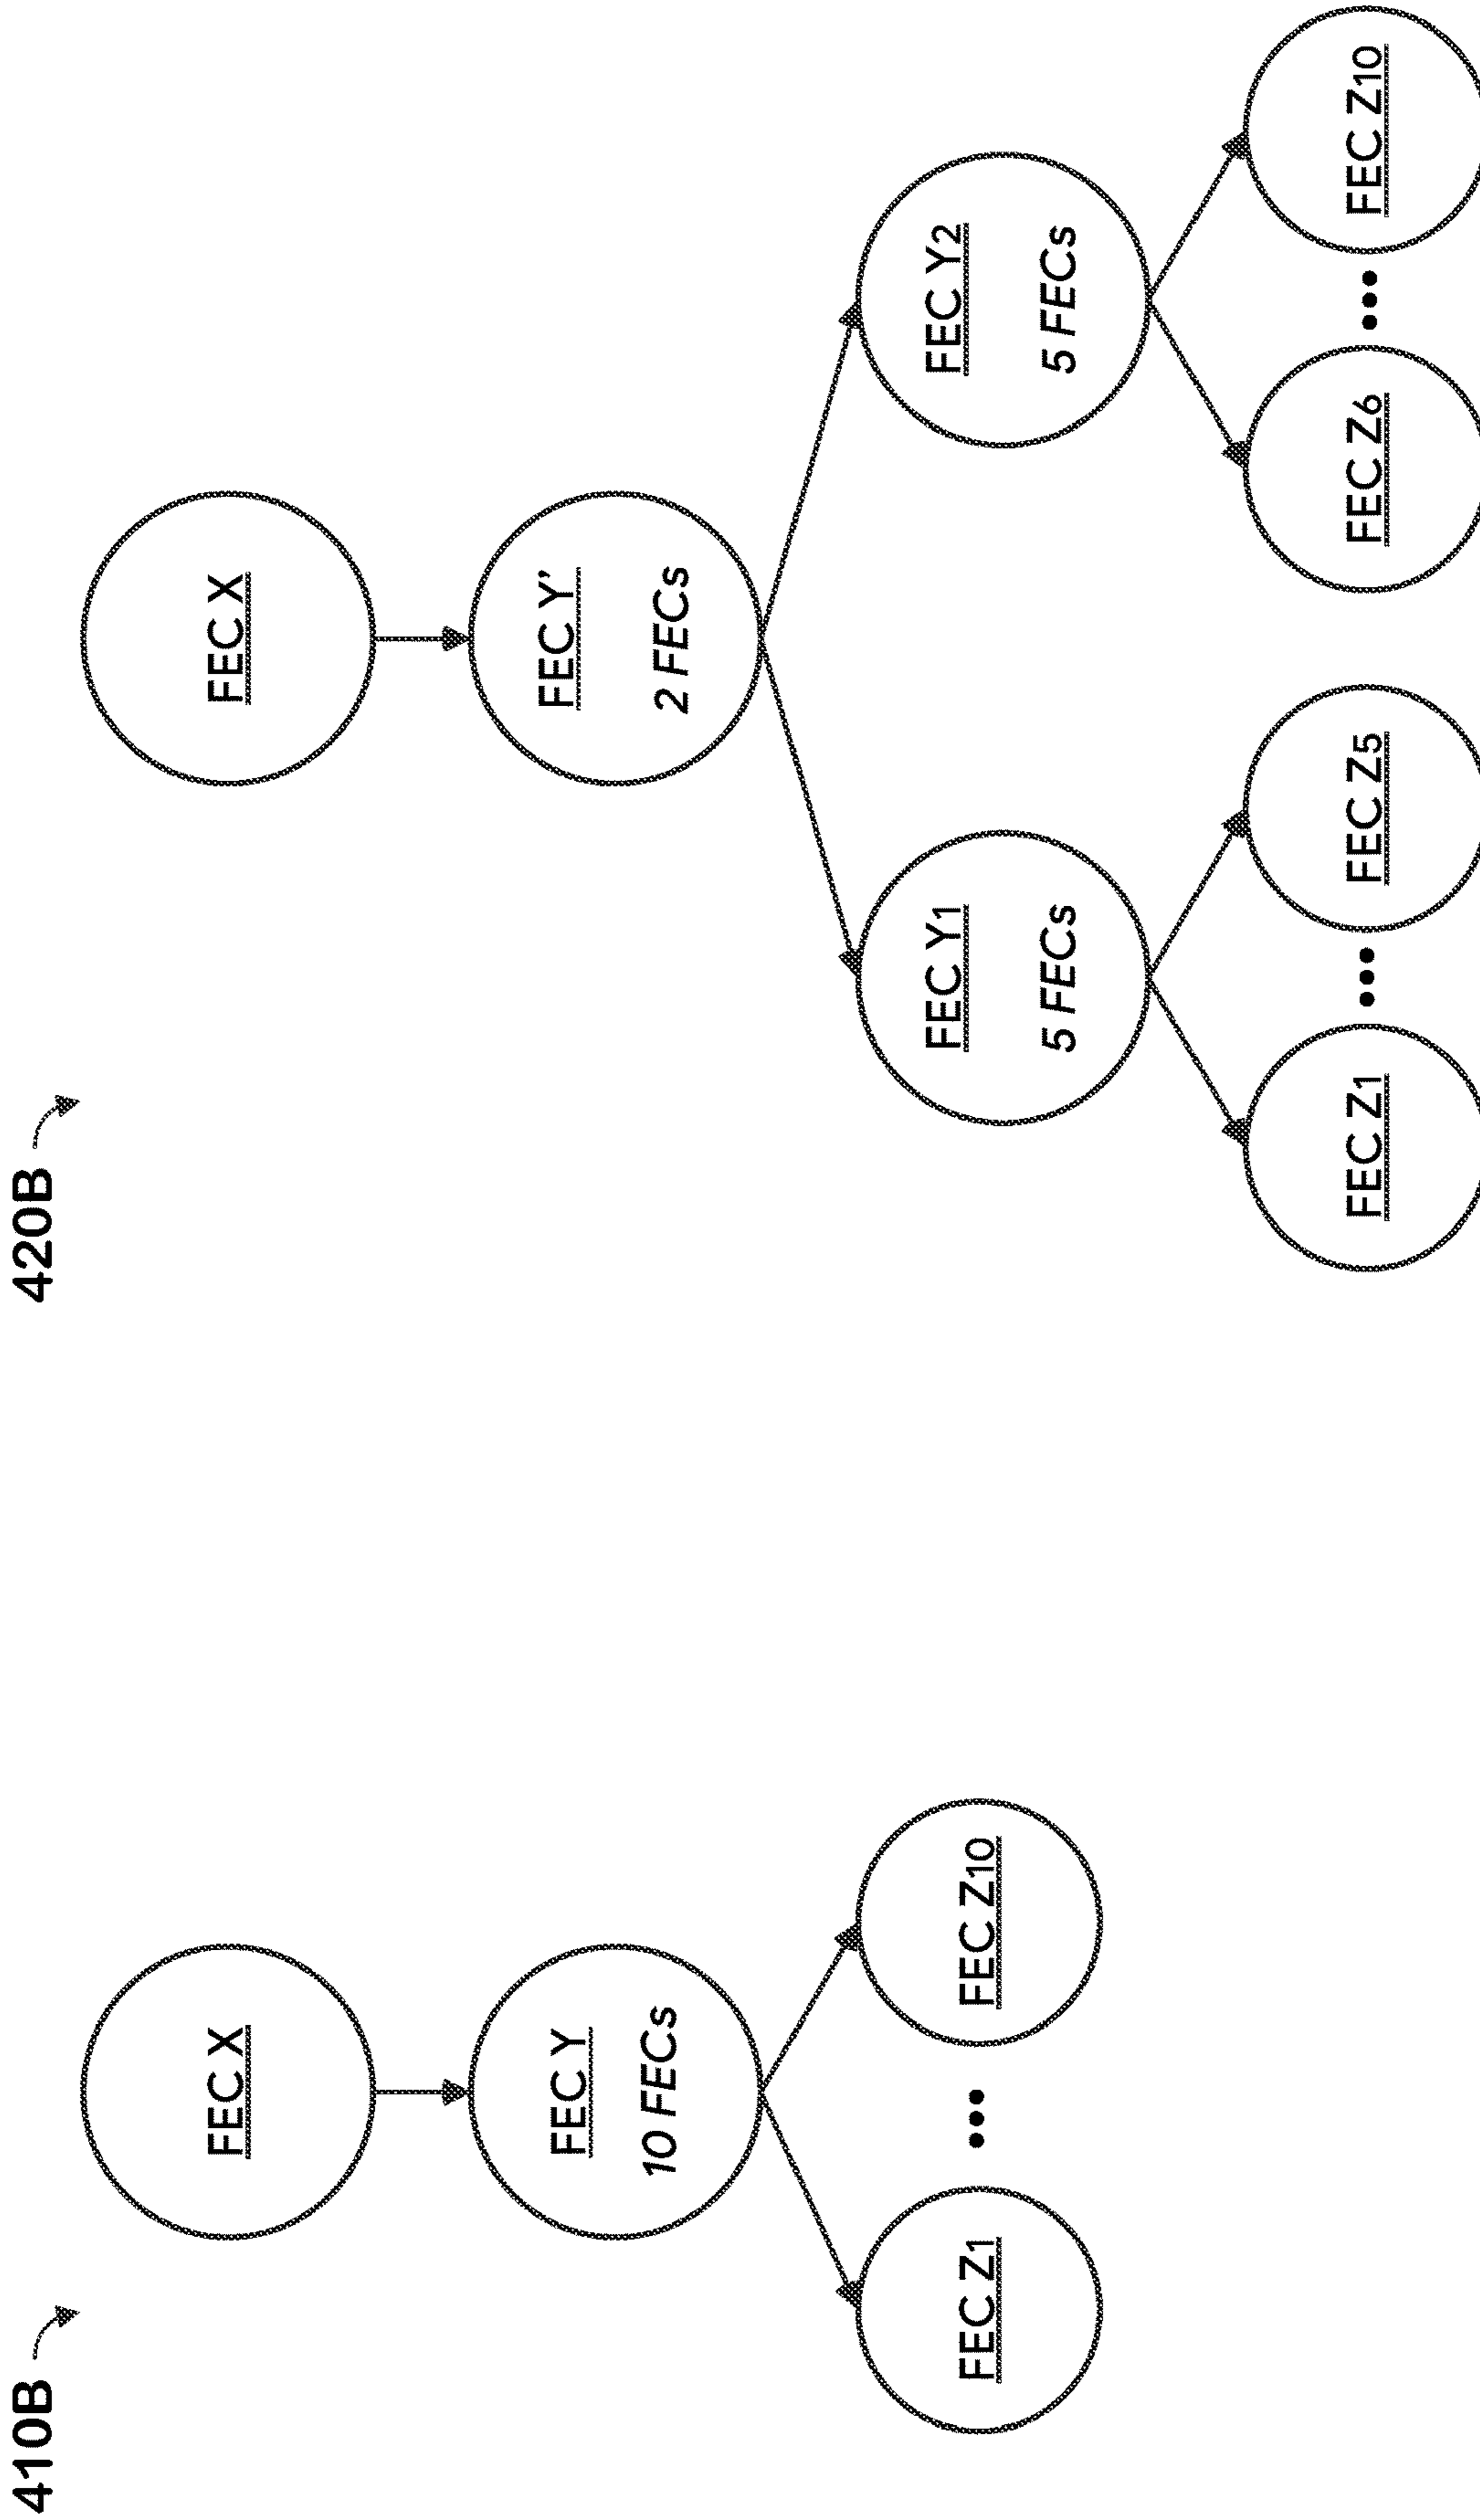 410B
FEC X
FEC Y
10 FECs
FEC Z1
...
FEC Z10
420B
FEC X
FEC Y'
2 FECs
FEC Y1
5 FECs
FEC Y2
5 FECs
FEC Z1
...
FEC Z5
FEC Z6
...
FEC Z10